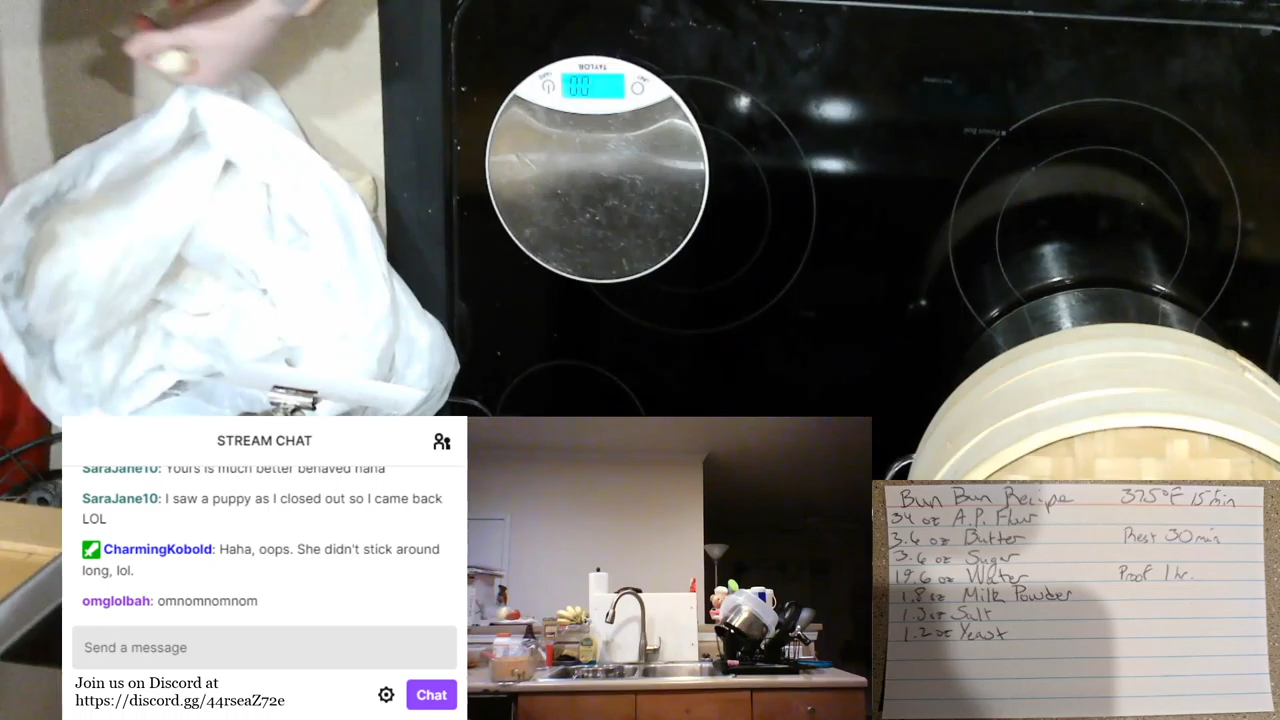 TAYLOR
00
STREAM CHAT
SaraJane10: Yours is much better behaved haha
SaraJane10: I saw a puppy as I closed out so I came back
LOL
CharmingKobold: Haha, oops. She didn't stick around
long, lol.
omglolbah: omnomnomnom
Send a message
Join us on Discord at
https://discord.gg/44rseaZ72e
Chat
Bun Bun Recipe 375°F 15 min
34 oz A.P. Flour
3.6 oz Butter Rest 30 min
3.6 oz Sugar
19.6 oz Water Proof 1 hr.
1.8 oz Milk Powder
Salt
1.2 oz Yeast